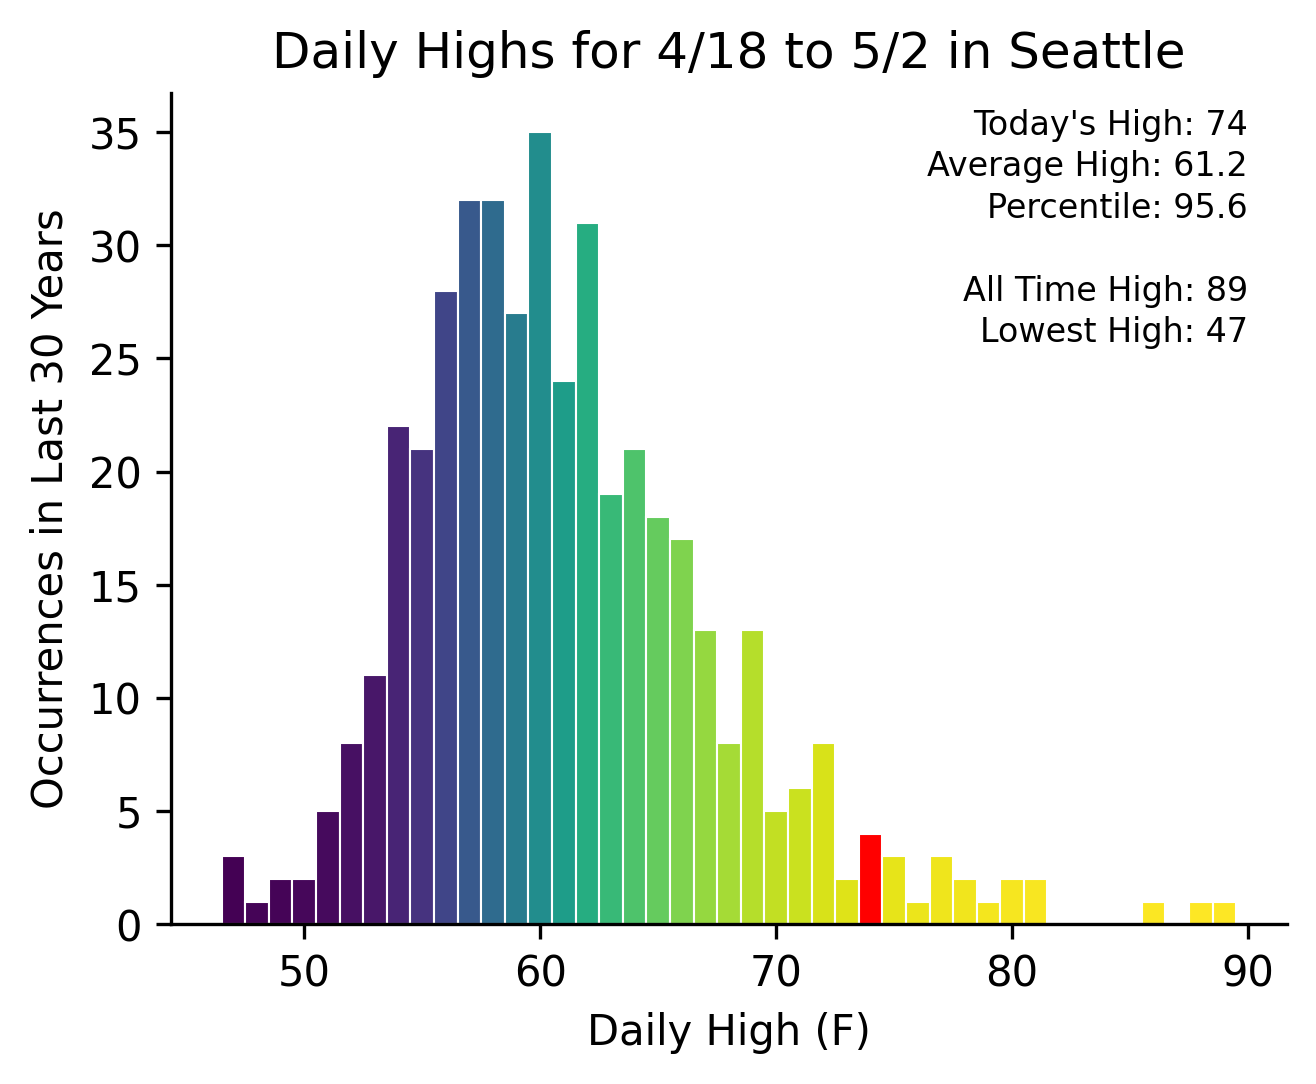 Daily Highs for 4/18 to 5/2 in Seattle
Today's High: 74
Average High: 61.2
Percentile: 95.6
All Time High: 89
Lowest High: 47
Occurrences in Last 30 Years
35
30
25
20
15
10
5
0
50 60 70 80 90
Daily High (F)